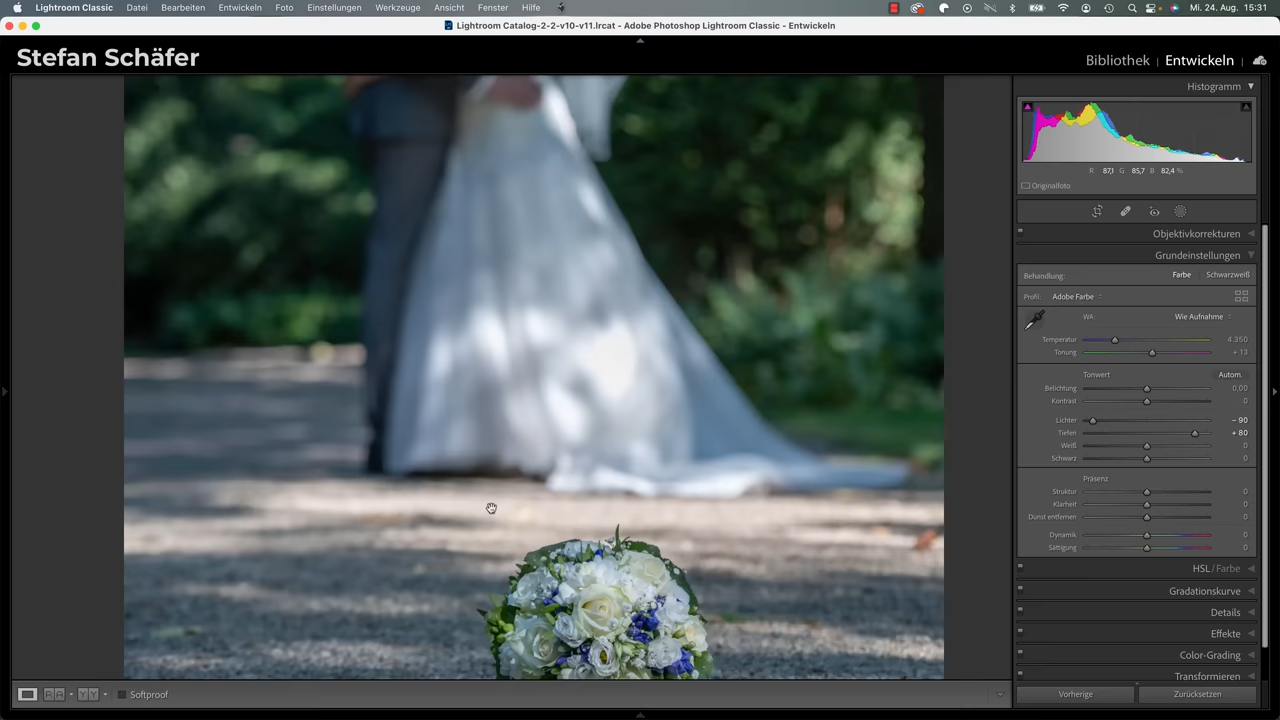 Lightroom Classic Datei Bearbeiten Entwickeln Foto Einstellungen Werkzeuge Ansicht Fenster Hilfe Mi. 24. Aug. 15:31
Lightroom Catalog-2-2-v10-v11.lrcat - Adobe Photoshop Lightroom Classic - Entwickeln
Stefan Schäfer
Bibliothek | Entwickeln |
Histogramm
R 87,1 G 85,7 B 82,4 %
Originalfoto
Objektivkorrekturen
Grundeinstellungen
Behandlung: Farbe Schwarzweiß
Profil: Adobe Farbe
WA: Wie Aufnahme
Temperatur 4.350
Tonung + 13
Tonwert Autom.
Belichtung 0,00
Kontrast 0
Lichter − 90
Tiefen + 80
Weiß 0
Schwarz 0
Präsenz
Struktur 0
Klarheit 0
Dunst entfernen 0
Dynamik 0
Sättigung 0
HSL / Farbe
Gradationskurve
Details
Effekte
Color-Grading
Transformieren
R A Y Y Softproof Vorherige Zurücksetzen